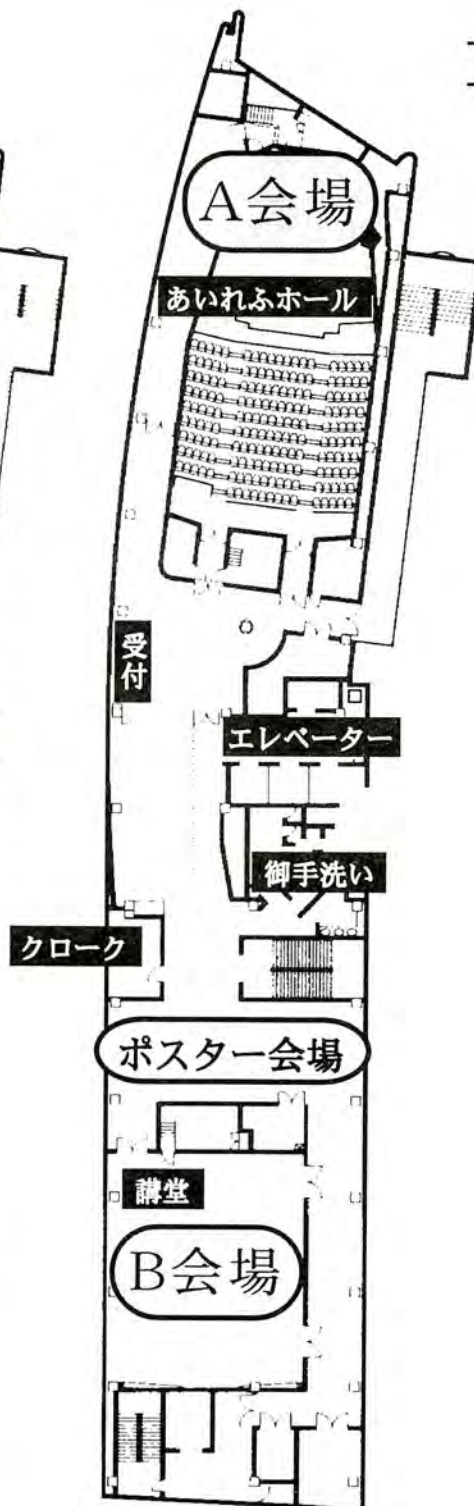 A会場
あいれふホール
受付
エレベーター
御手洗い
クローク
ポスター会場
講堂
B会場